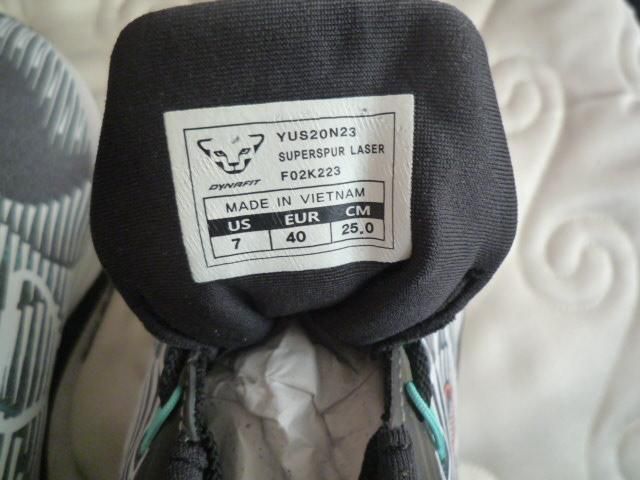 YUS20N23
SUPERSPUR LASER
DYNAFIT
F02K223
MADE IN VIETNAM
US EUR CM
7 40 25.0